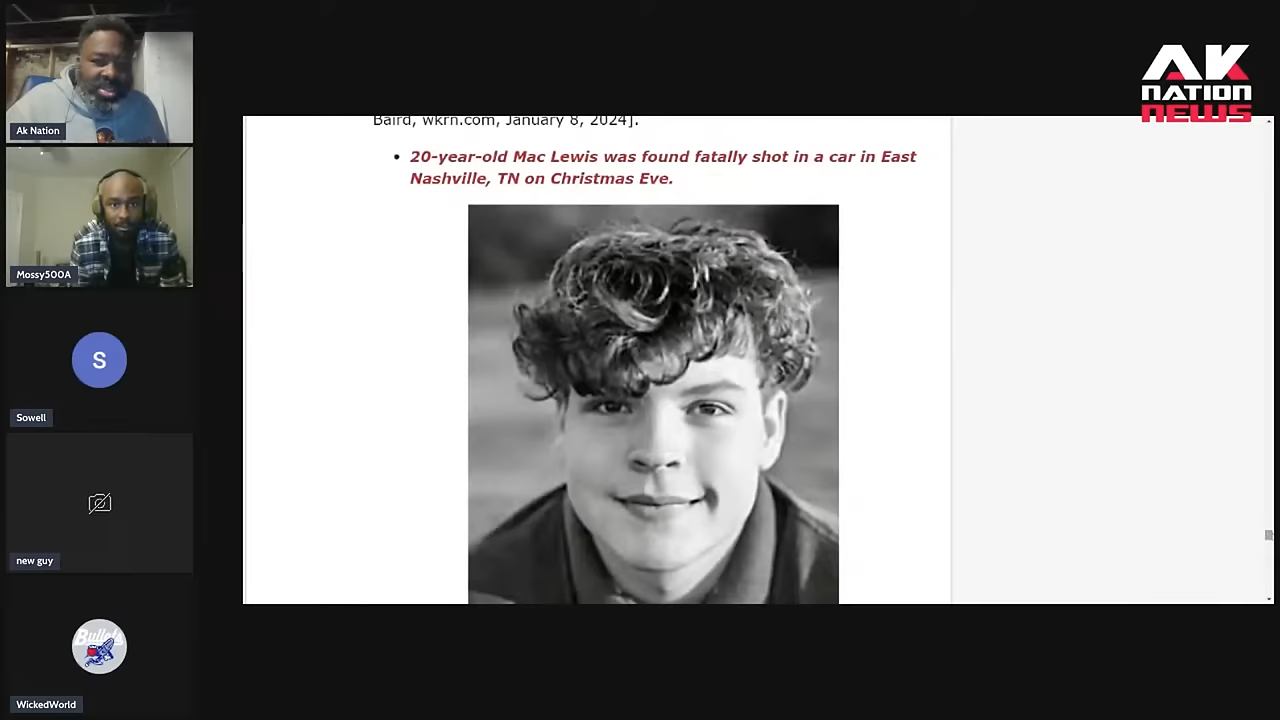 AK
NATION
NEWS
Ak Nation
Mossy500A
S
Sowell
new guy
Bullets
WickedWorld
Baird, wkrn.com, January 8, 2024].
• 20-year-old Mac Lewis was found fatally shot in a car in East
Nashville, TN on Christmas Eve.